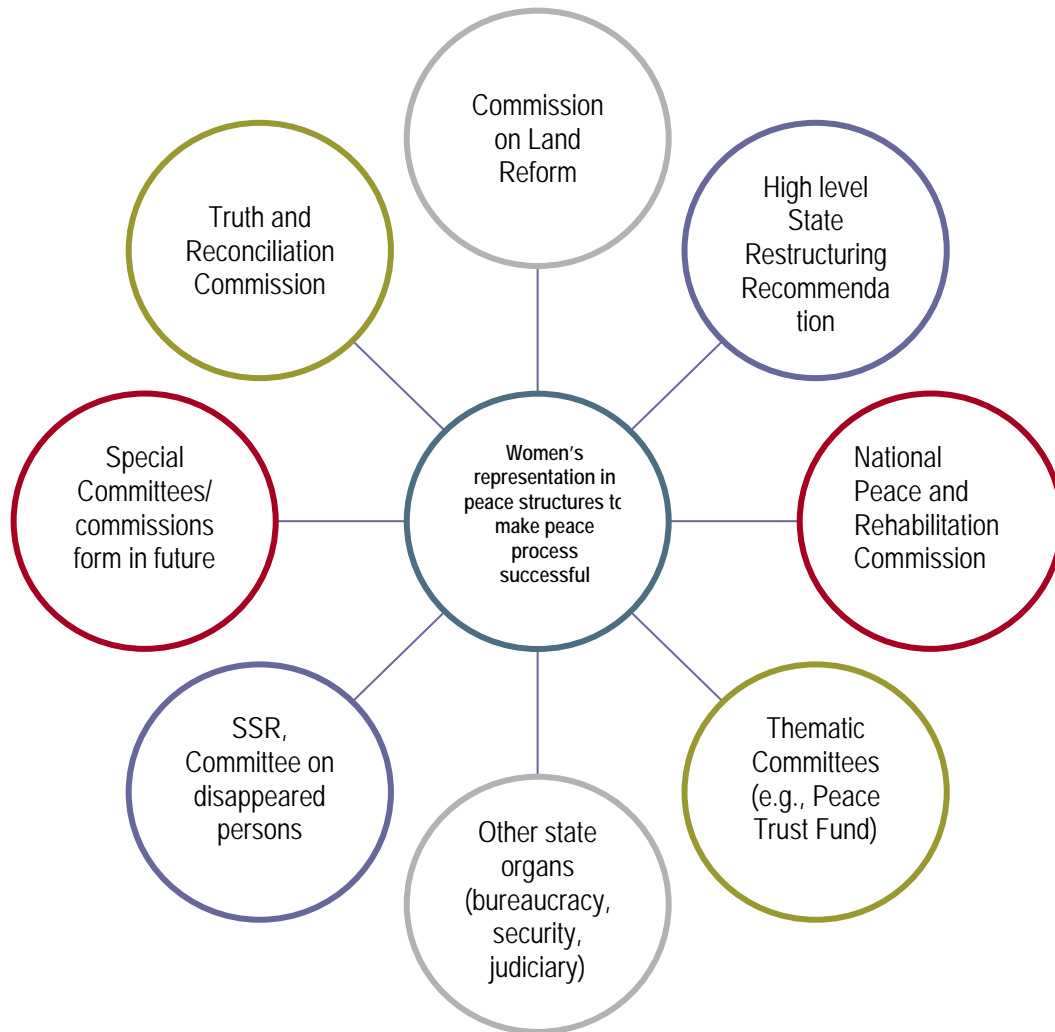 Commission
on Land
Reform
High level
State
Restructuring
Recommenda
tion
National
Peace and
Rehabilitation
Commission
Thematic
Committees
(e.g., Peace
Trust Fund)
Other state
organs
(bureaucracy,
security,
judiciary)
SSR,
Committee on
disappeared
persons
Special
Committees/
commissions
form in future
Truth and
Reconciliation
Commission
Women's
representation in
peace structures to
make peace
process
successful